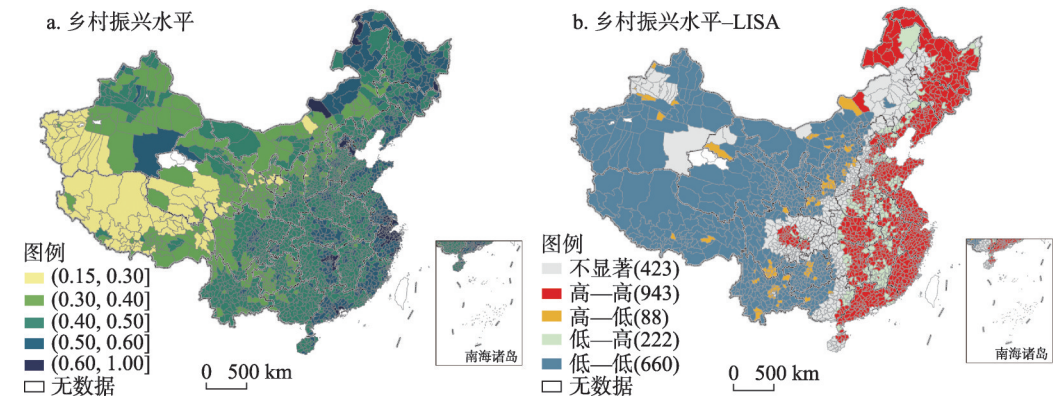 a. 乡村振兴水平
图例
(0.15, 0.30]
(0.30, 0.40]
(0.40, 0.50]
(0.50, 0.60]
(0.60, 1.00]
无数据
0 500 km
南海诸岛
b. 乡村振兴水平–LISA
图例
不显著(423)
高—高(943)
高—低(88)
低—高(222)
低—低(660)
无数据
0 500 km
南海诸岛